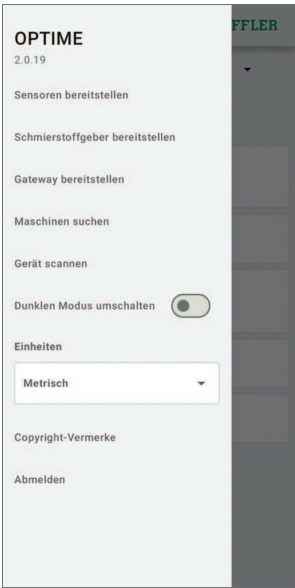 OPTIME
FFLER
2.0.19
Sensoren bereitstellen
Schmierstoffgeber bereitstellen
Gateway bereitstellen
Maschinen suchen
Gerät scannen
Dunklen Modus umschalten
Einheiten
Metrisch
Copyright-Vermerke
Abmelden